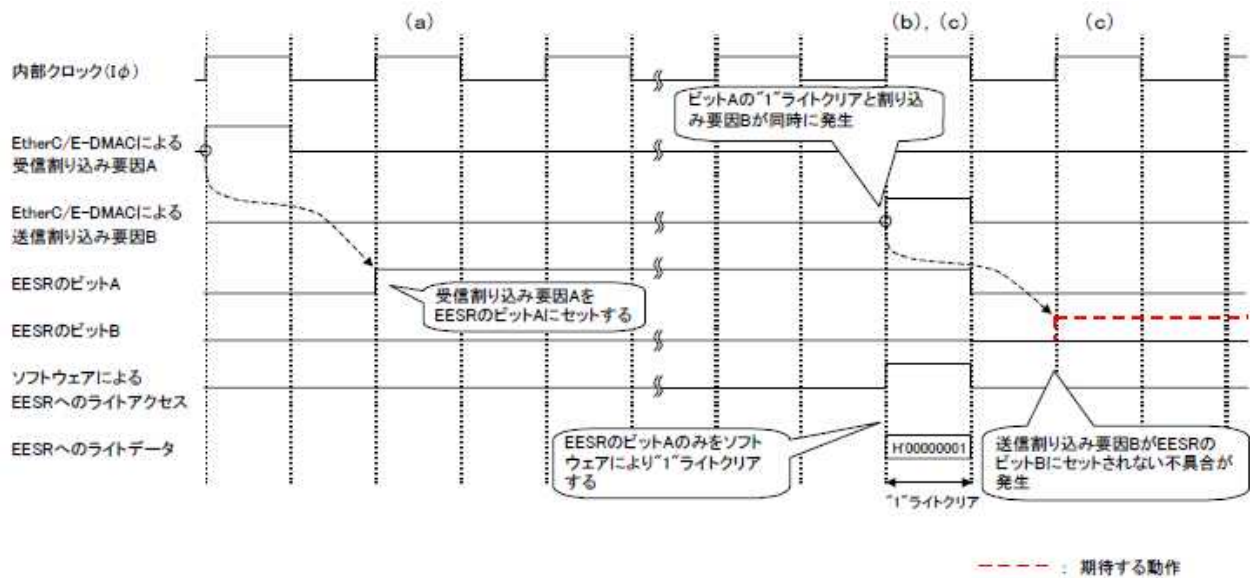 (a)
(b), (c)
(c)
内部クロック(Iφ)
ビットAの"1"ライトクリアと割り込
み要因Bが同時に発生
EtherC/E-DMACによる
受信割り込み要因A
EtherC/E-DMACによる
送信割り込み要因B
EESRのビットA
受信割り込み要因Aを
EESRのビットAにセットする
EESRのビットB
ソフトウェアによる
EESRへのライトアクセス
EESRへのライトデータ
EESRのビットAのみをソフト
ウェアにより"1"ライトクリア
する
H'00000001
送信割り込み要因BがEESRの
ビットBにセットされない不具合が
発生
"1"ライトクリア
: 期待する動作